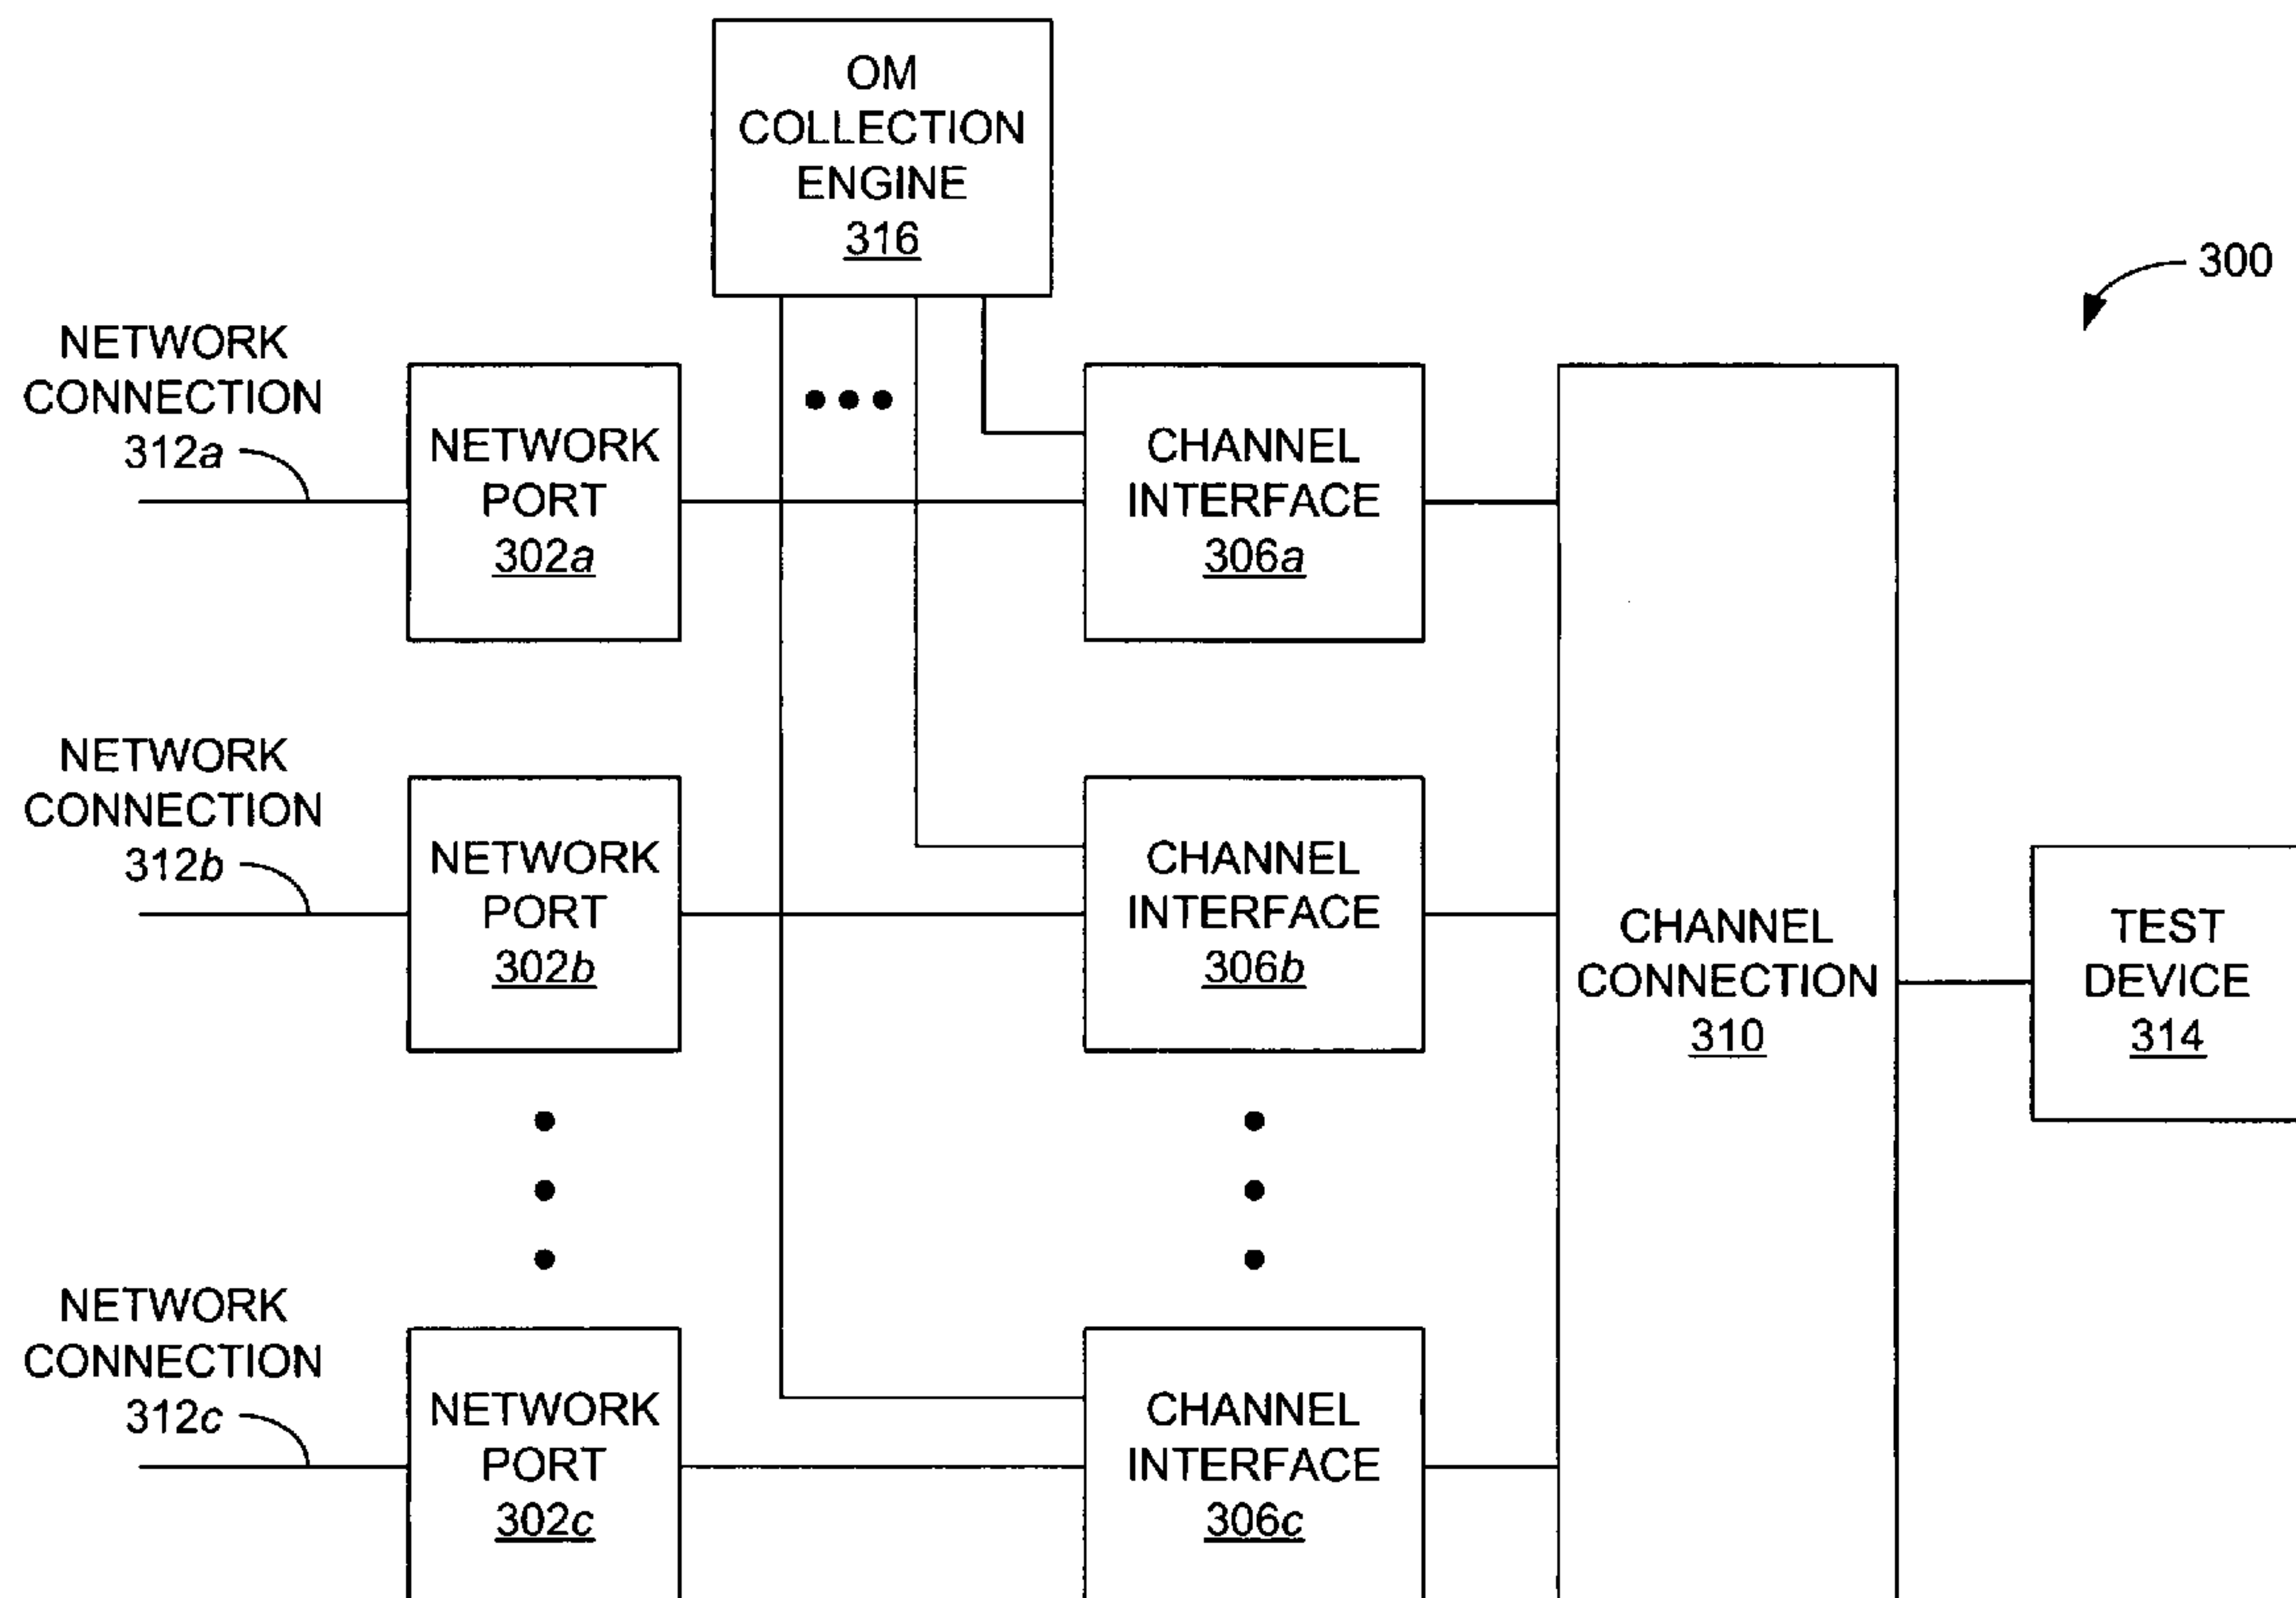 OM
COLLECTION
ENGINE
316
300
NETWORK
CONNECTION
312a
NETWORK
PORT
302a
CHANNEL
INTERFACE
306a
NETWORK
CONNECTION
312b
NETWORK
PORT
302b
CHANNEL
INTERFACE
306b
CHANNEL
CONNECTION
310
TEST
DEVICE
314
NETWORK
CONNECTION
312c
NETWORK
PORT
302c
CHANNEL
INTERFACE
306c